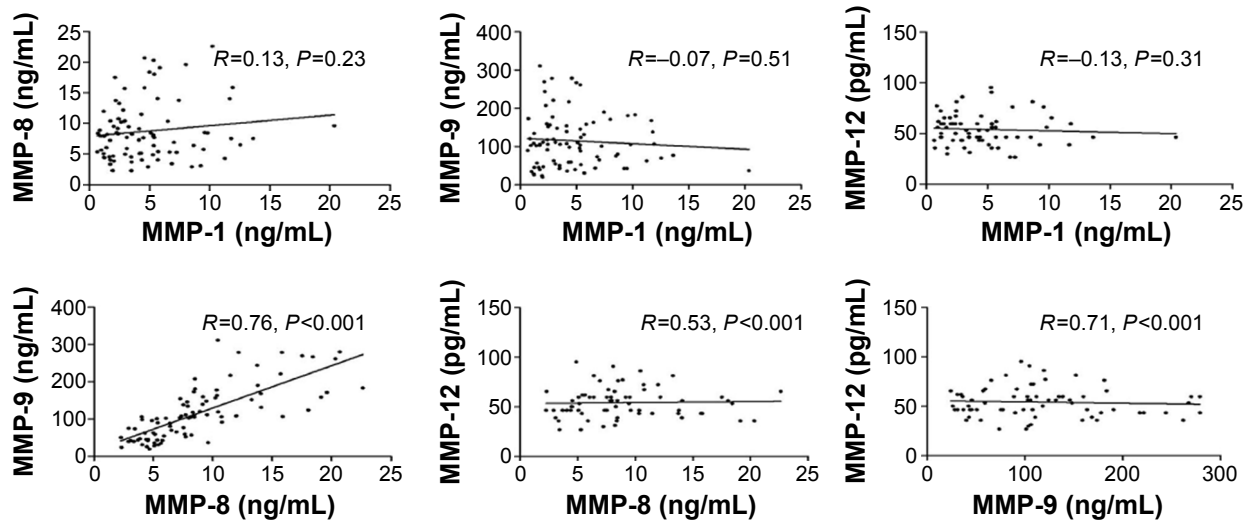 MMP-8 (ng/mL)
25
20
15
10
5
0
R=0.13, P=0.23
0 5 10 15 20 25
MMP-1 (ng/mL)
MMP-9 (ng/mL)
400
300
200
100
0
R=–0.07, P=0.51
0 5 10 15 20 25
MMP-1 (ng/mL)
MMP-12 (pg/mL)
150
100
50
0
R=–0.13, P=0.31
0 5 10 15 20 25
MMP-1 (ng/mL)
MMP-9 (ng/mL)
400
300
200
100
0
R=0.76, P<0.001
0 5 10 15 20 25
MMP-8 (ng/mL)
MMP-12 (pg/mL)
150
100
50
0
R=0.53, P<0.001
0 5 10 15 20 25
MMP-8 (ng/mL)
MMP-12 (pg/mL)
150
100
50
0
R=0.71, P<0.001
0 100 200 300
MMP-9 (ng/mL)